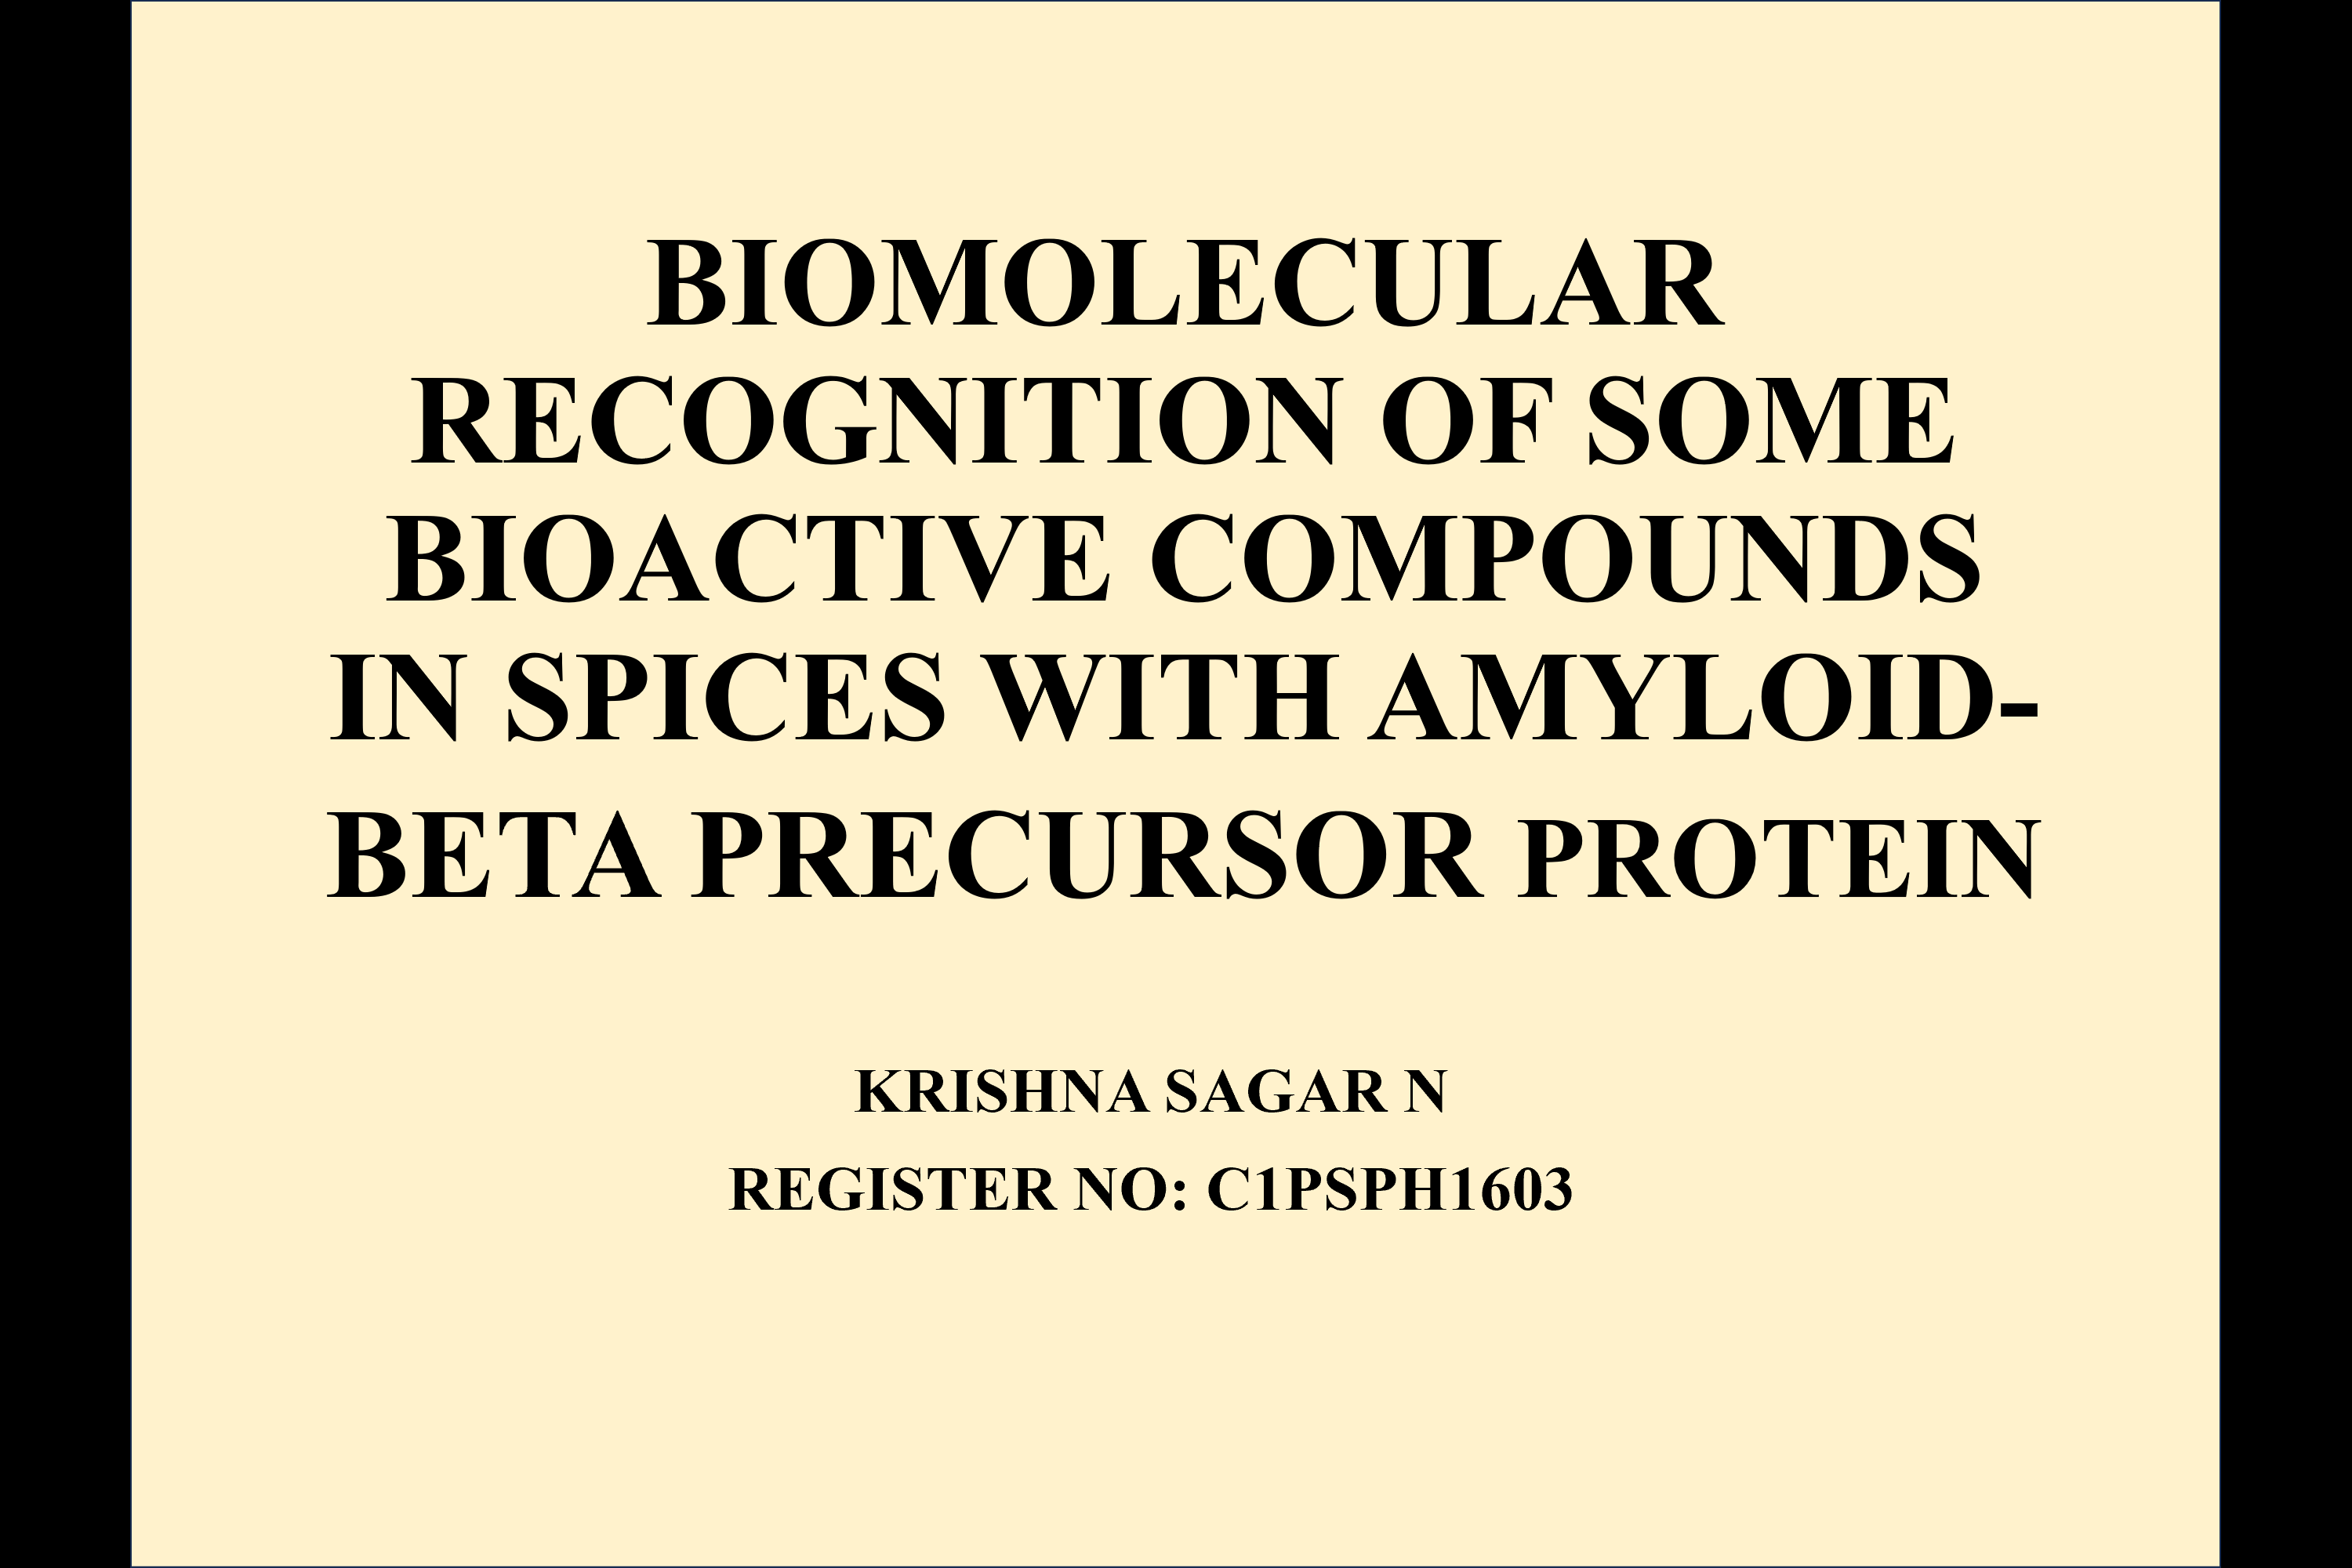 BIOMOLECULAR
RECOGNITION OF SOME
BIOACTIVE COMPOUNDS
IN SPICES WITH AMYLOID-
BETA PRECURSOR PROTEIN
KRISHNA SAGAR N
REGISTER NO: C1PSPH1603